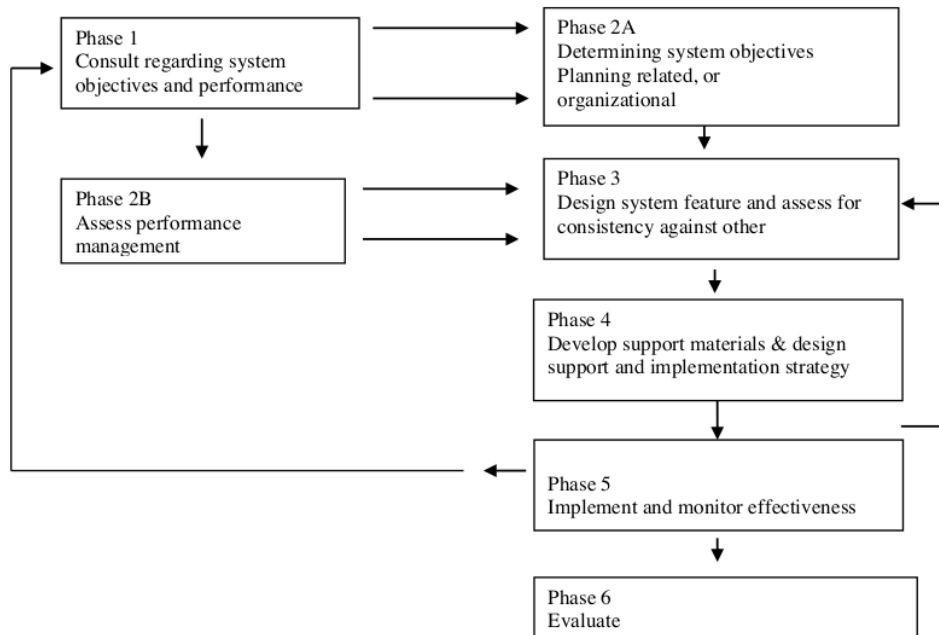 Phase 1
Consult regarding system
objectives and performance
Phase 2A
Determining system objectives
Planning related, or
organizational
Phase 2B
Assess performance
management
Phase 3
Design system feature and assess for
consistency against other
Phase 4
Develop support materials & design
support and implementation strategy
Phase 5
Implement and monitor effectiveness
Phase 6
Evaluate